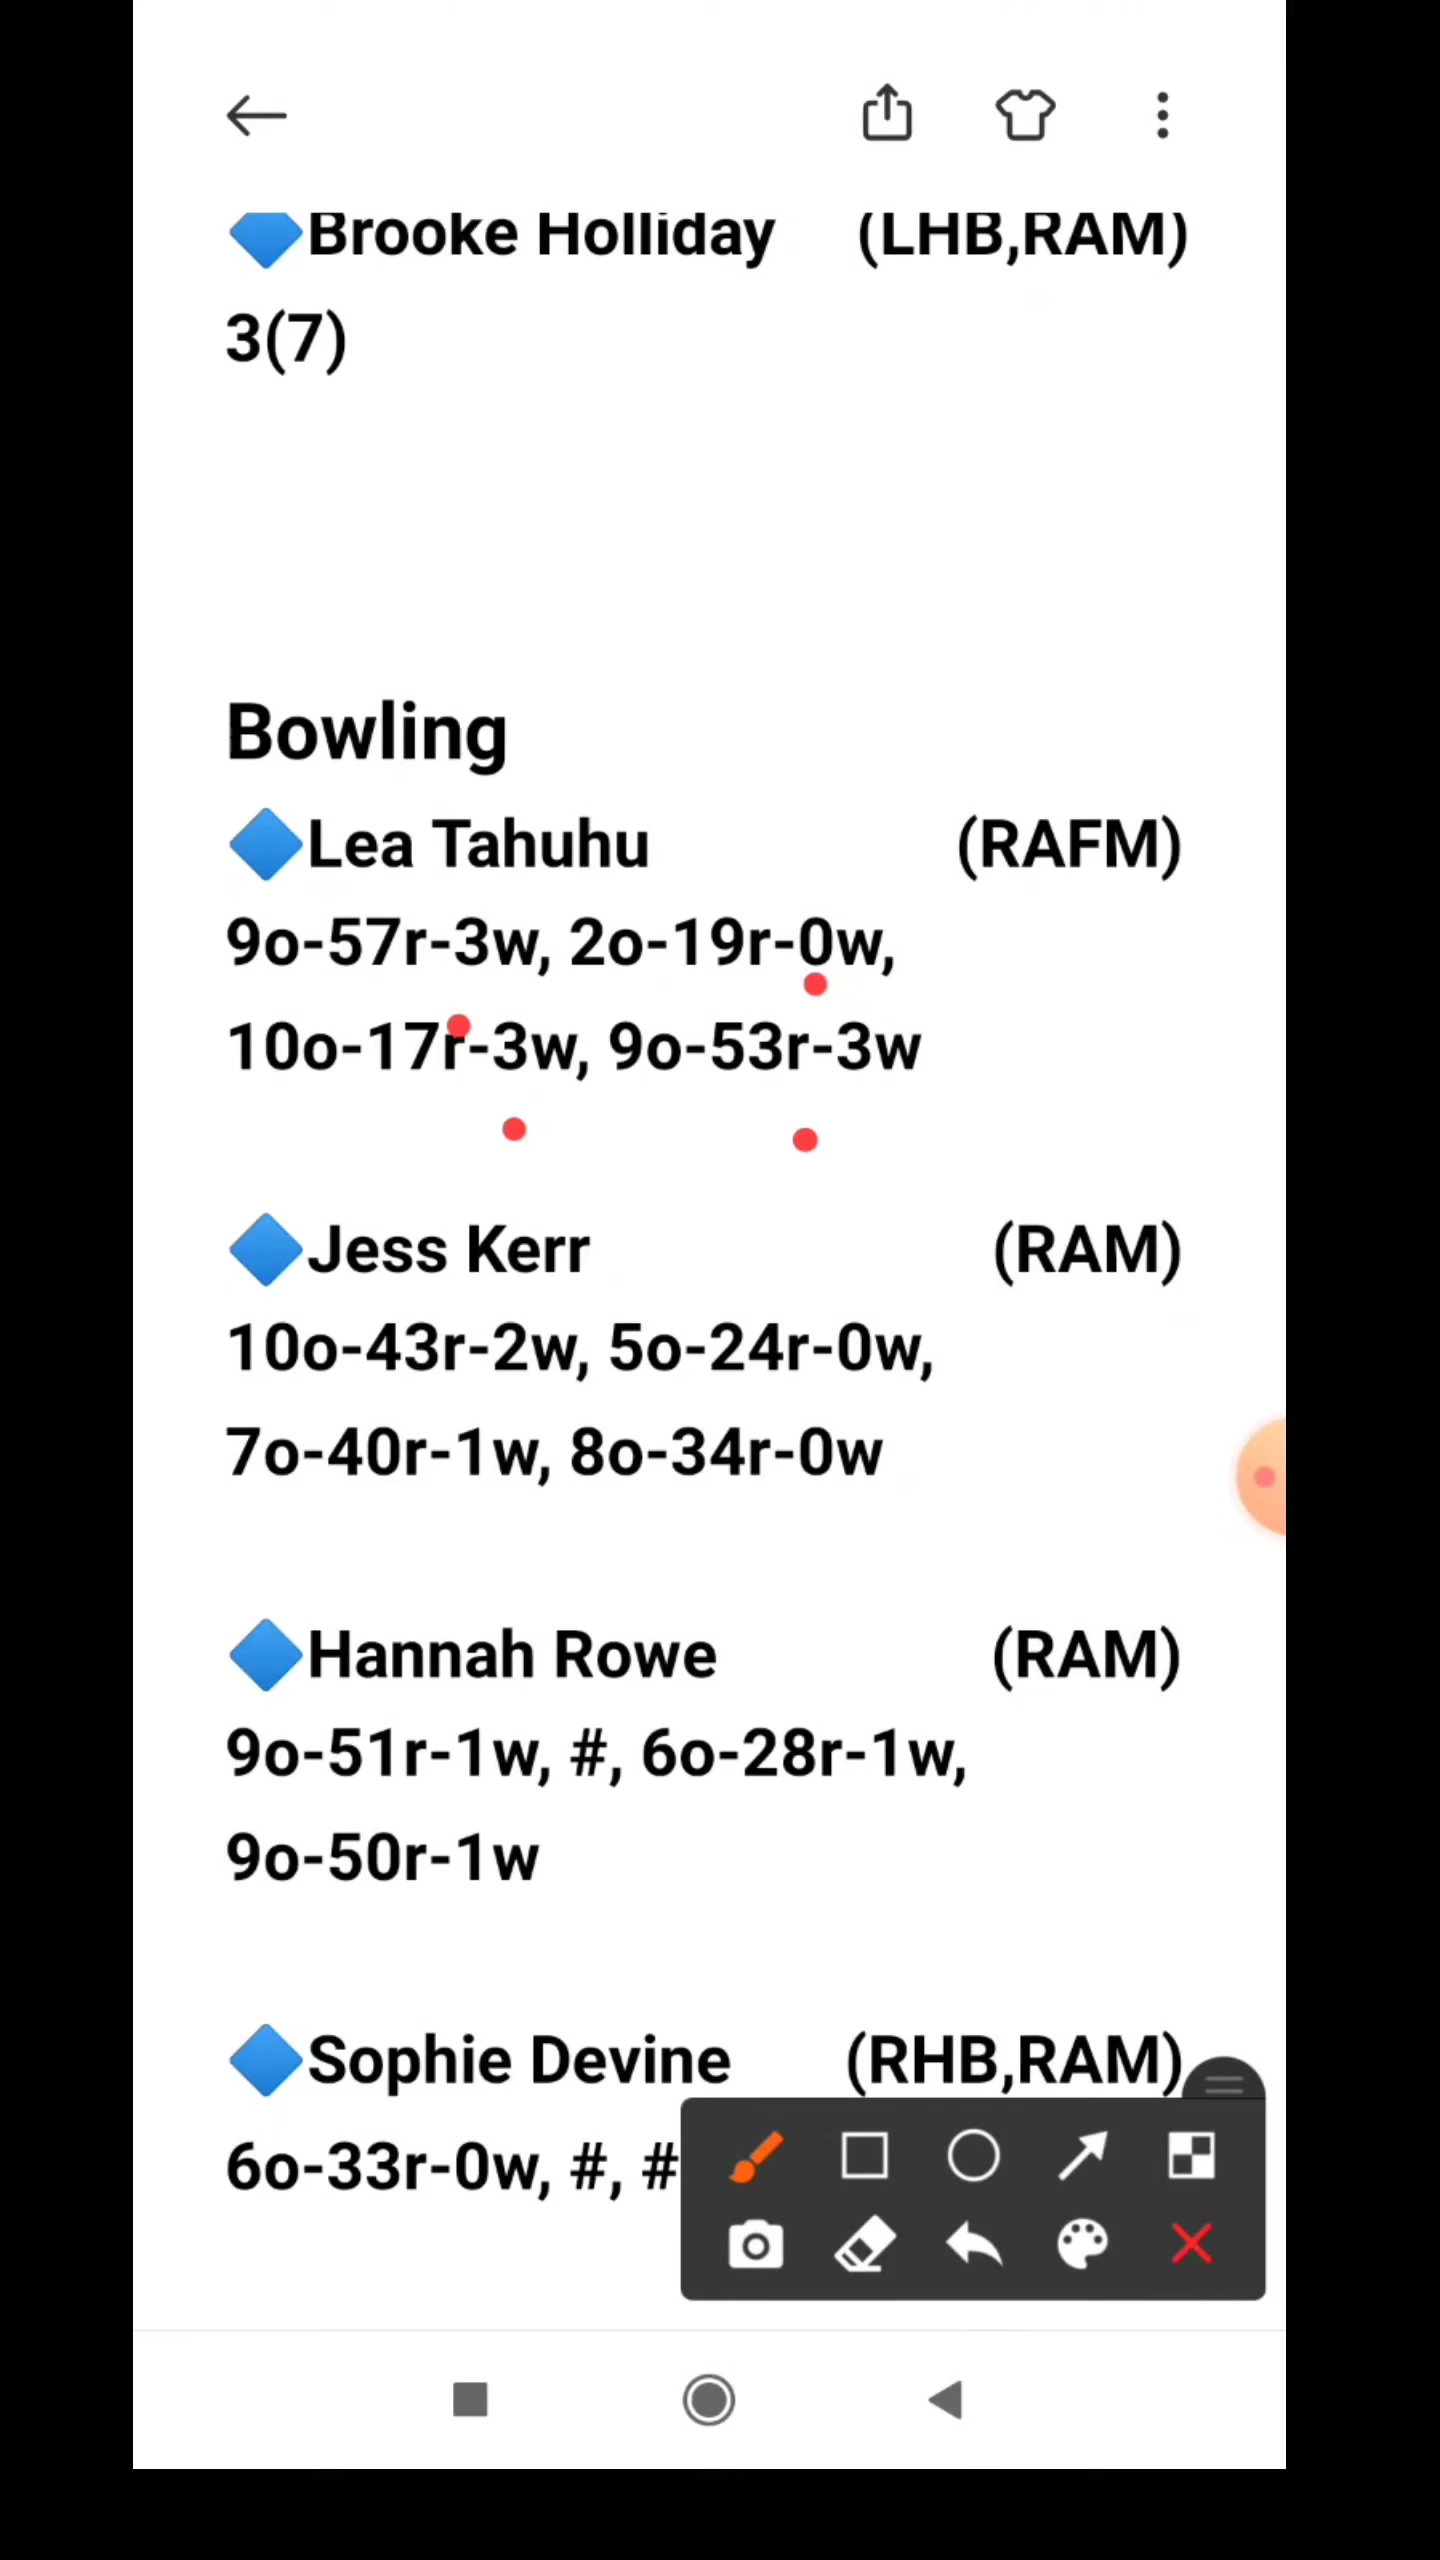 🔷Brooke Holliday (LHB,RAM)
3(7)
Bowling
🔷Lea Tahuhu (RAFM)
9o-57r-3w, 2o-19r-0w,
10o-17r-3w, 9o-53r-3w
🔷Jess Kerr (RAM)
10o-43r-2w, 5o-24r-0w,
7o-40r-1w, 8o-34r-0w
🔷Hannah Rowe (RAM)
9o-51r-1w, #, 6o-28r-1w,
9o-50r-1w
🔷Sophie Devine (RHB,RAM)
6o-33r-0w, #, #